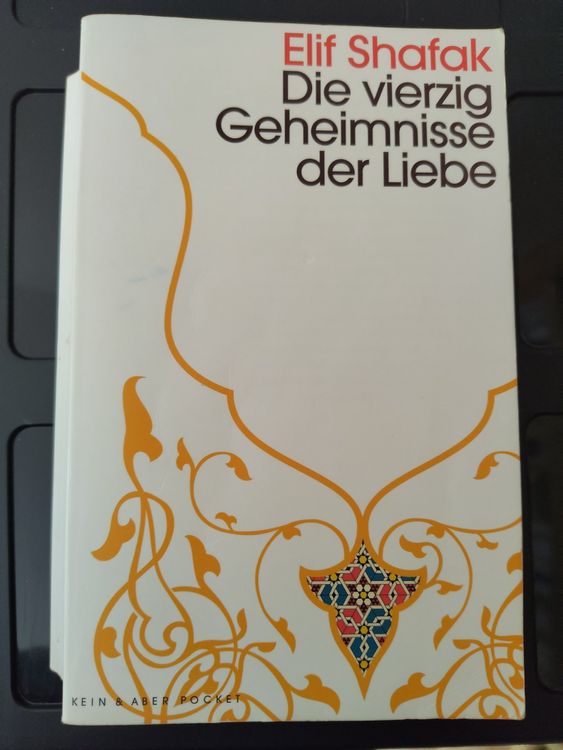 Elif Shafak
Die vierzig
Geheimnisse
der Liebe
KEIN & ABER POCKET